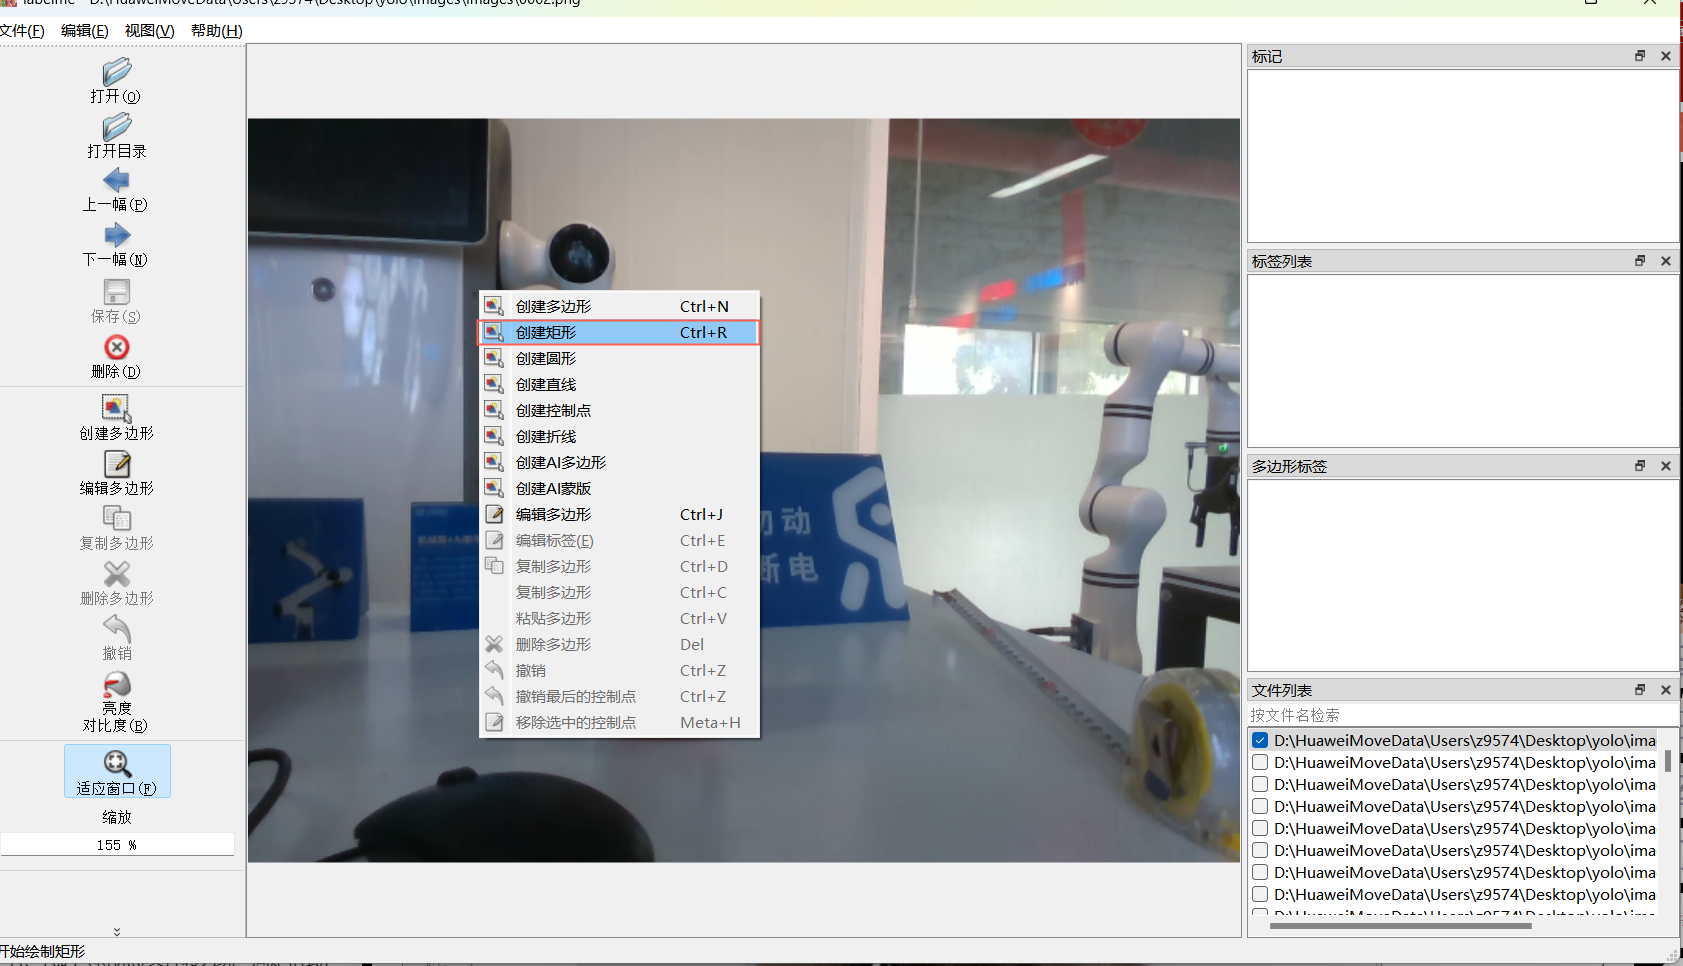 labelme - D:\HuaweiMoveData\Users\z9574\Desktop\yolo\images\images\0002.png
文件(F) 编辑(E) 视图(V) 帮助(H)
打开(O)
打开目录
上一幅(P)
下一幅(N)
保存(S)
删除(D)
创建多边形
编辑多边形
复制多边形
删除多边形
撤销
亮度
对比度(B)
适应窗口(F)
缩放
155 %
创建多边形 Ctrl+N
创建矩形 Ctrl+R
创建圆形
创建直线
创建控制点
创建折线
创建AI多边形
创建AI蒙版
编辑多边形 Ctrl+J
编辑标签(E) Ctrl+E
复制多边形 Ctrl+D
复制多边形 Ctrl+C
粘贴多边形 Ctrl+V
删除多边形 Del
撤销 Ctrl+Z
撤销最后的控制点 Ctrl+Z
移除选中的控制点 Meta+H
勿动
断电
标记
标签列表
多边形标签
文件列表
按文件名检索
D:\HuaweiMoveData\Users\z9574\Desktop\yolo\ima
D:\HuaweiMoveData\Users\z9574\Desktop\yolo\ima
D:\HuaweiMoveData\Users\z9574\Desktop\yolo\ima
D:\HuaweiMoveData\Users\z9574\Desktop\yolo\ima
D:\HuaweiMoveData\Users\z9574\Desktop\yolo\ima
D:\HuaweiMoveData\Users\z9574\Desktop\yolo\ima
D:\HuaweiMoveData\Users\z9574\Desktop\yolo\ima
D:\HuaweiMoveData\Users\z9574\Desktop\yolo\ima
开始绘制矩形